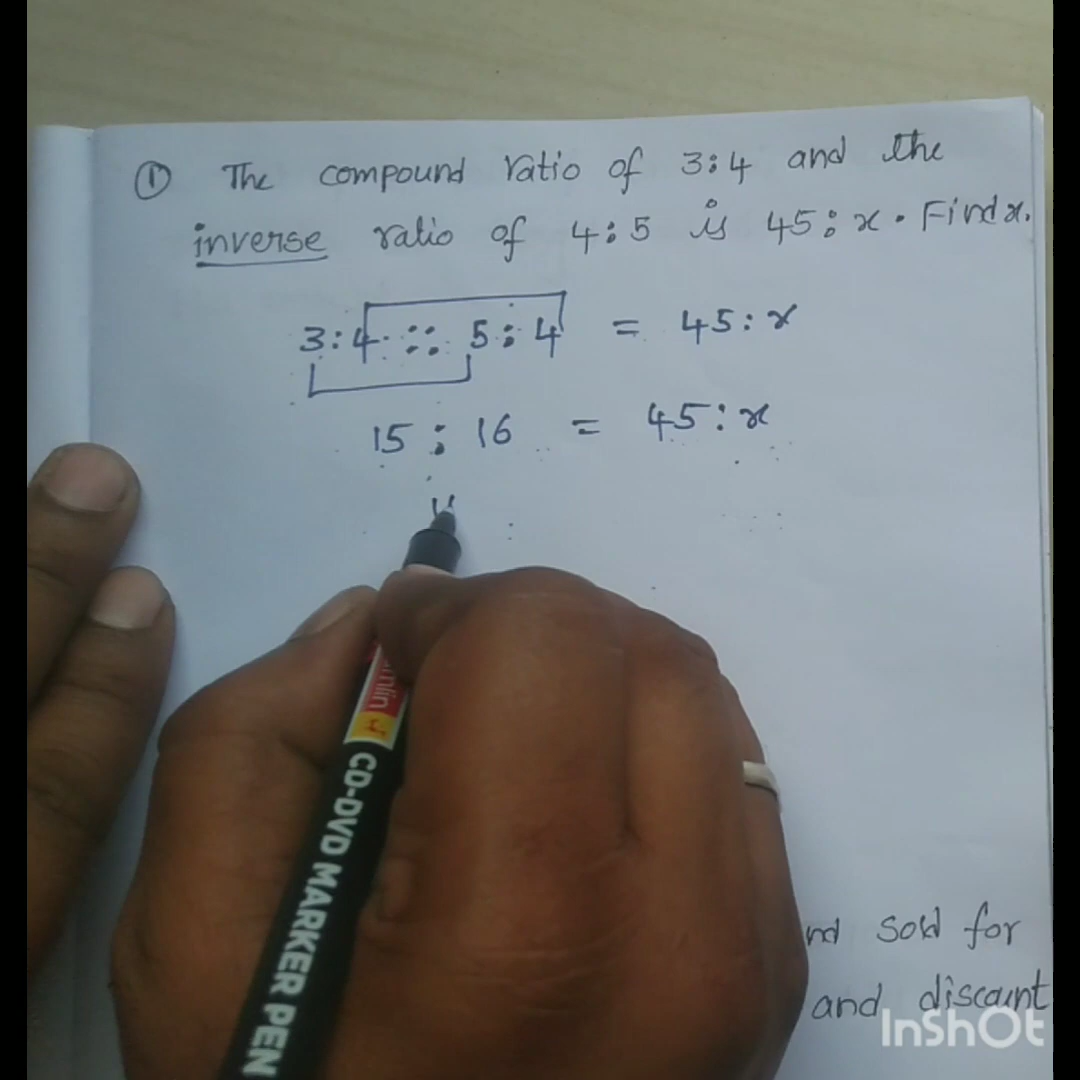 ① The compound ratio of 3:4 and the
inverse ratio of 4:5 is 45:x. Find x.
3:4 :: 5:4 = 45:x
15:16 = 45:x
CD-DVD MARKER PEN
sold for
and discount
InShOt